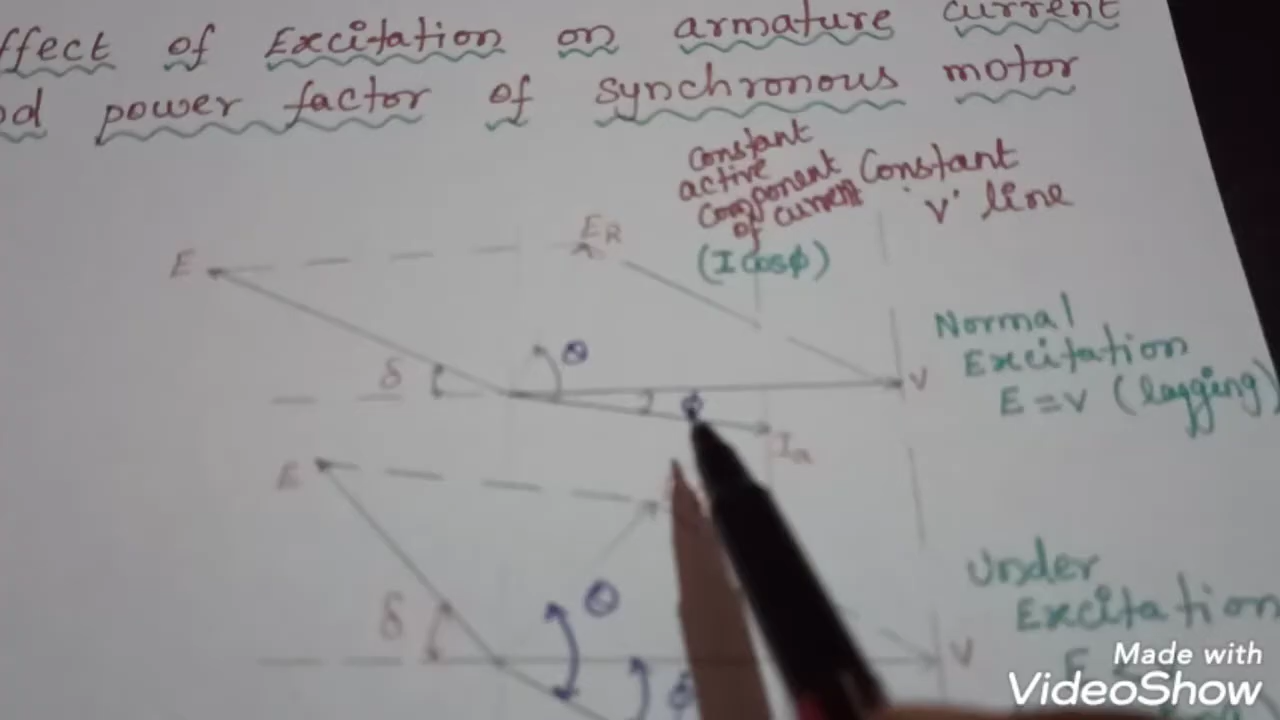 ffect of Excitation on armature current
power factor of synchronous motor
constant
active
component
of current
(I cosϕ)
Constant
'V' line
E
ER
δ
θ
V
ϕ
Ia
Normal
Excitation
E = V (lagging)
E
δ
θ
V
ϕ
Under
Excitation
E
Made with
VideoShow